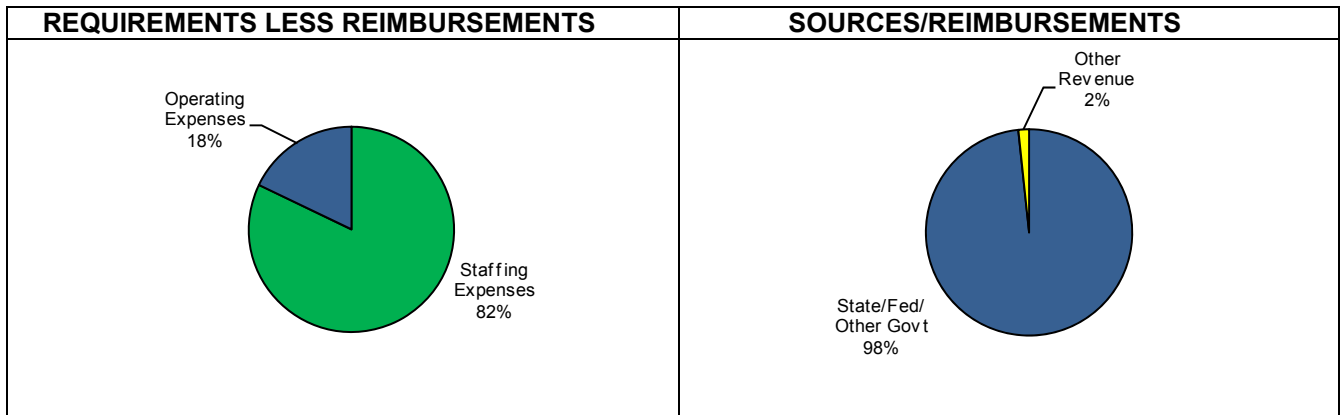 REQUIREMENTS LESS REIMBURSEMENTS
Operating
Expenses
18%
Staffing
Expenses
82%
SOURCES/REIMBURSEMENTS
Other
Revenue
2%
State/Fed/
Other Govt
98%